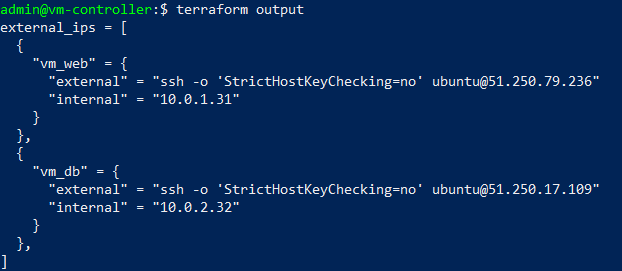 admin@vm-controller:$ terraform output
external_ips = [
  {
    "vm_web" = {
      "external" = "ssh -o 'StrictHostKeyChecking=no' ubuntu@51.250.79.236"
      "internal" = "10.0.1.31"
    }
  },
  {
    "vm_db" = {
      "external" = "ssh -o 'StrictHostKeyChecking=no' ubuntu@51.250.17.109"
      "internal" = "10.0.2.32"
    }
  },
]